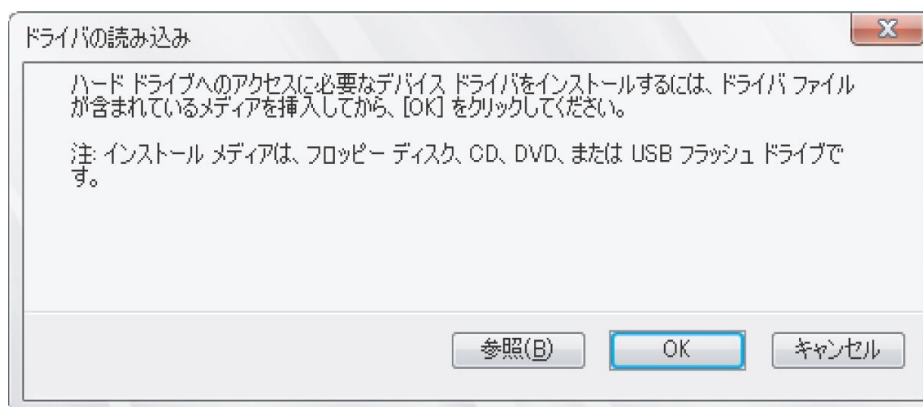 ドライバの読み込み
ハード ドライブへのアクセスに必要なデバイス ドライバをインストールするには、ドライバ ファイル
が含まれているメディアを挿入してから、[OK] をクリックしてください。
注: インストール メディアは、フロッピー ディスク、CD、DVD、または USB フラッシュ ドライブで
す。
参照(B) OK キャンセル